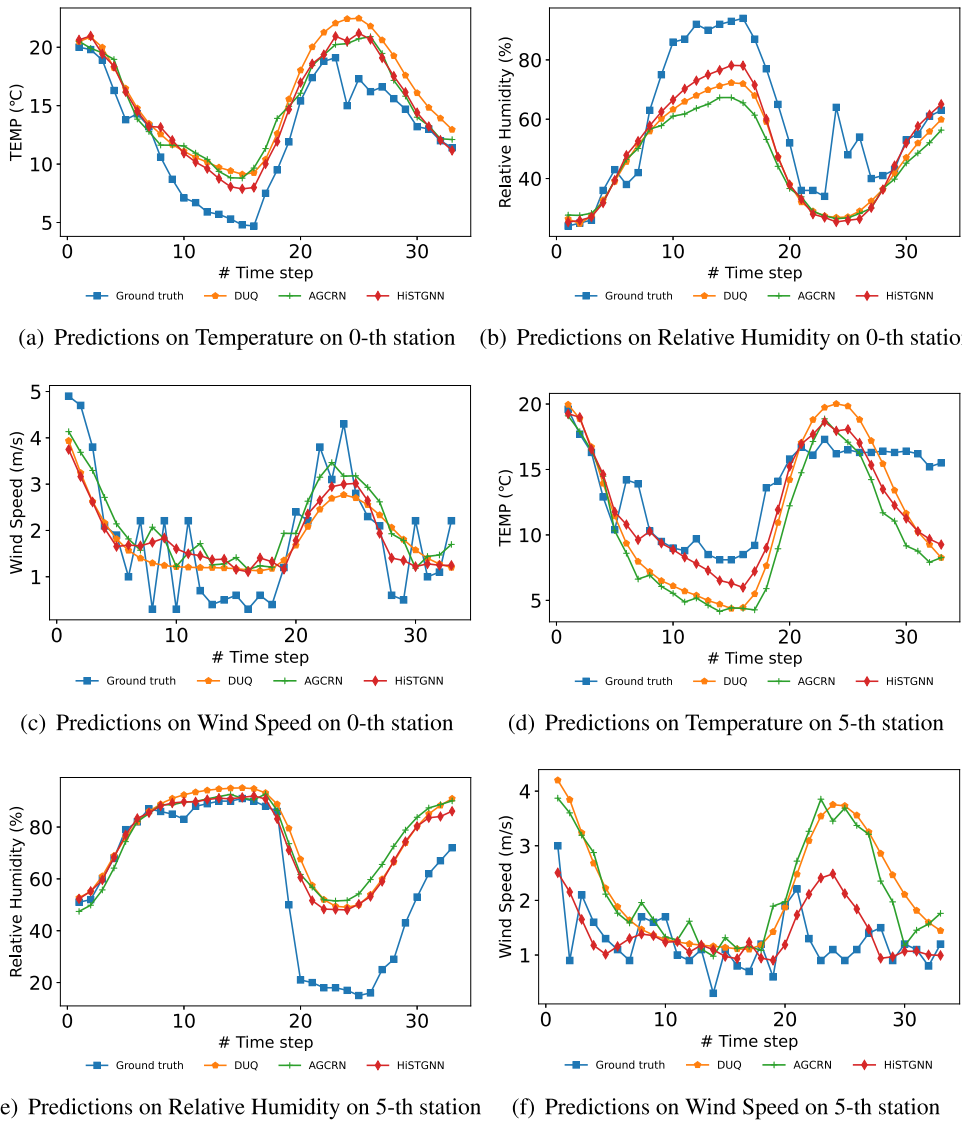 20
15
10
5
TEMP (°C)
0 10 20 30
# Time step
Ground truth DUQ AGCRN HiSTGNN
(a) Predictions on Temperature on 0-th station
80
60
40
Relative Humidity (%)
0 10 20 30
# Time step
Ground truth DUQ AGCRN HiSTGNN
(b) Predictions on Relative Humidity on 0-th statio
5
4
3
2
1
Wind Speed (m/s)
0 10 20 30
# Time step
Ground truth DUQ AGCRN HiSTGNN
(c) Predictions on Wind Speed on 0-th station
20
15
10
5
TEMP (°C)
0 10 20 30
# Time step
Ground truth DUQ AGCRN HiSTGNN
(d) Predictions on Temperature on 5-th station
80
60
40
20
Relative Humidity (%)
0 10 20 30
# Time step
Ground truth DUQ AGCRN HiSTGNN
e) Predictions on Relative Humidity on 5-th station
4
3
2
1
Wind Speed (m/s)
0 10 20 30
# Time step
Ground truth DUQ AGCRN HiSTGNN
(f) Predictions on Wind Speed on 5-th station